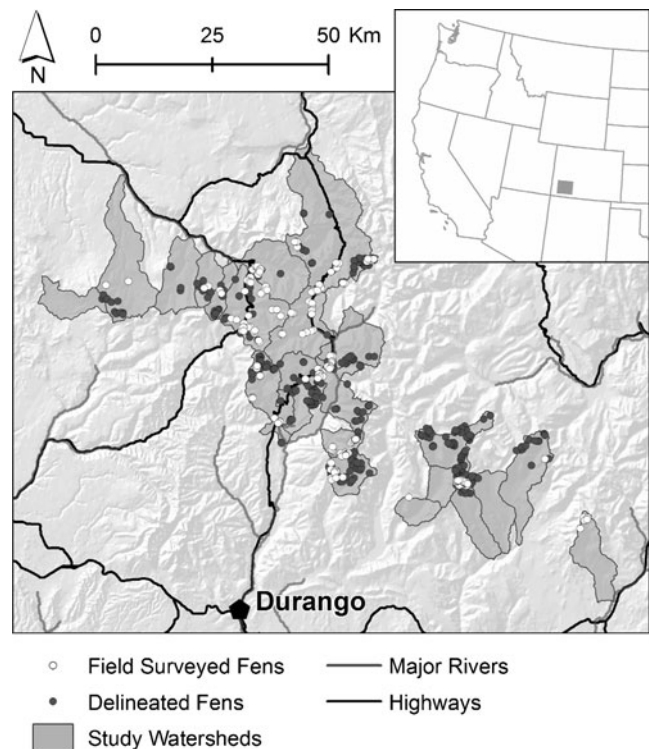 0 25 50 Km
N
Durango
Field Surveyed Fens
Major Rivers
Delineated Fens
Highways
Study Watersheds